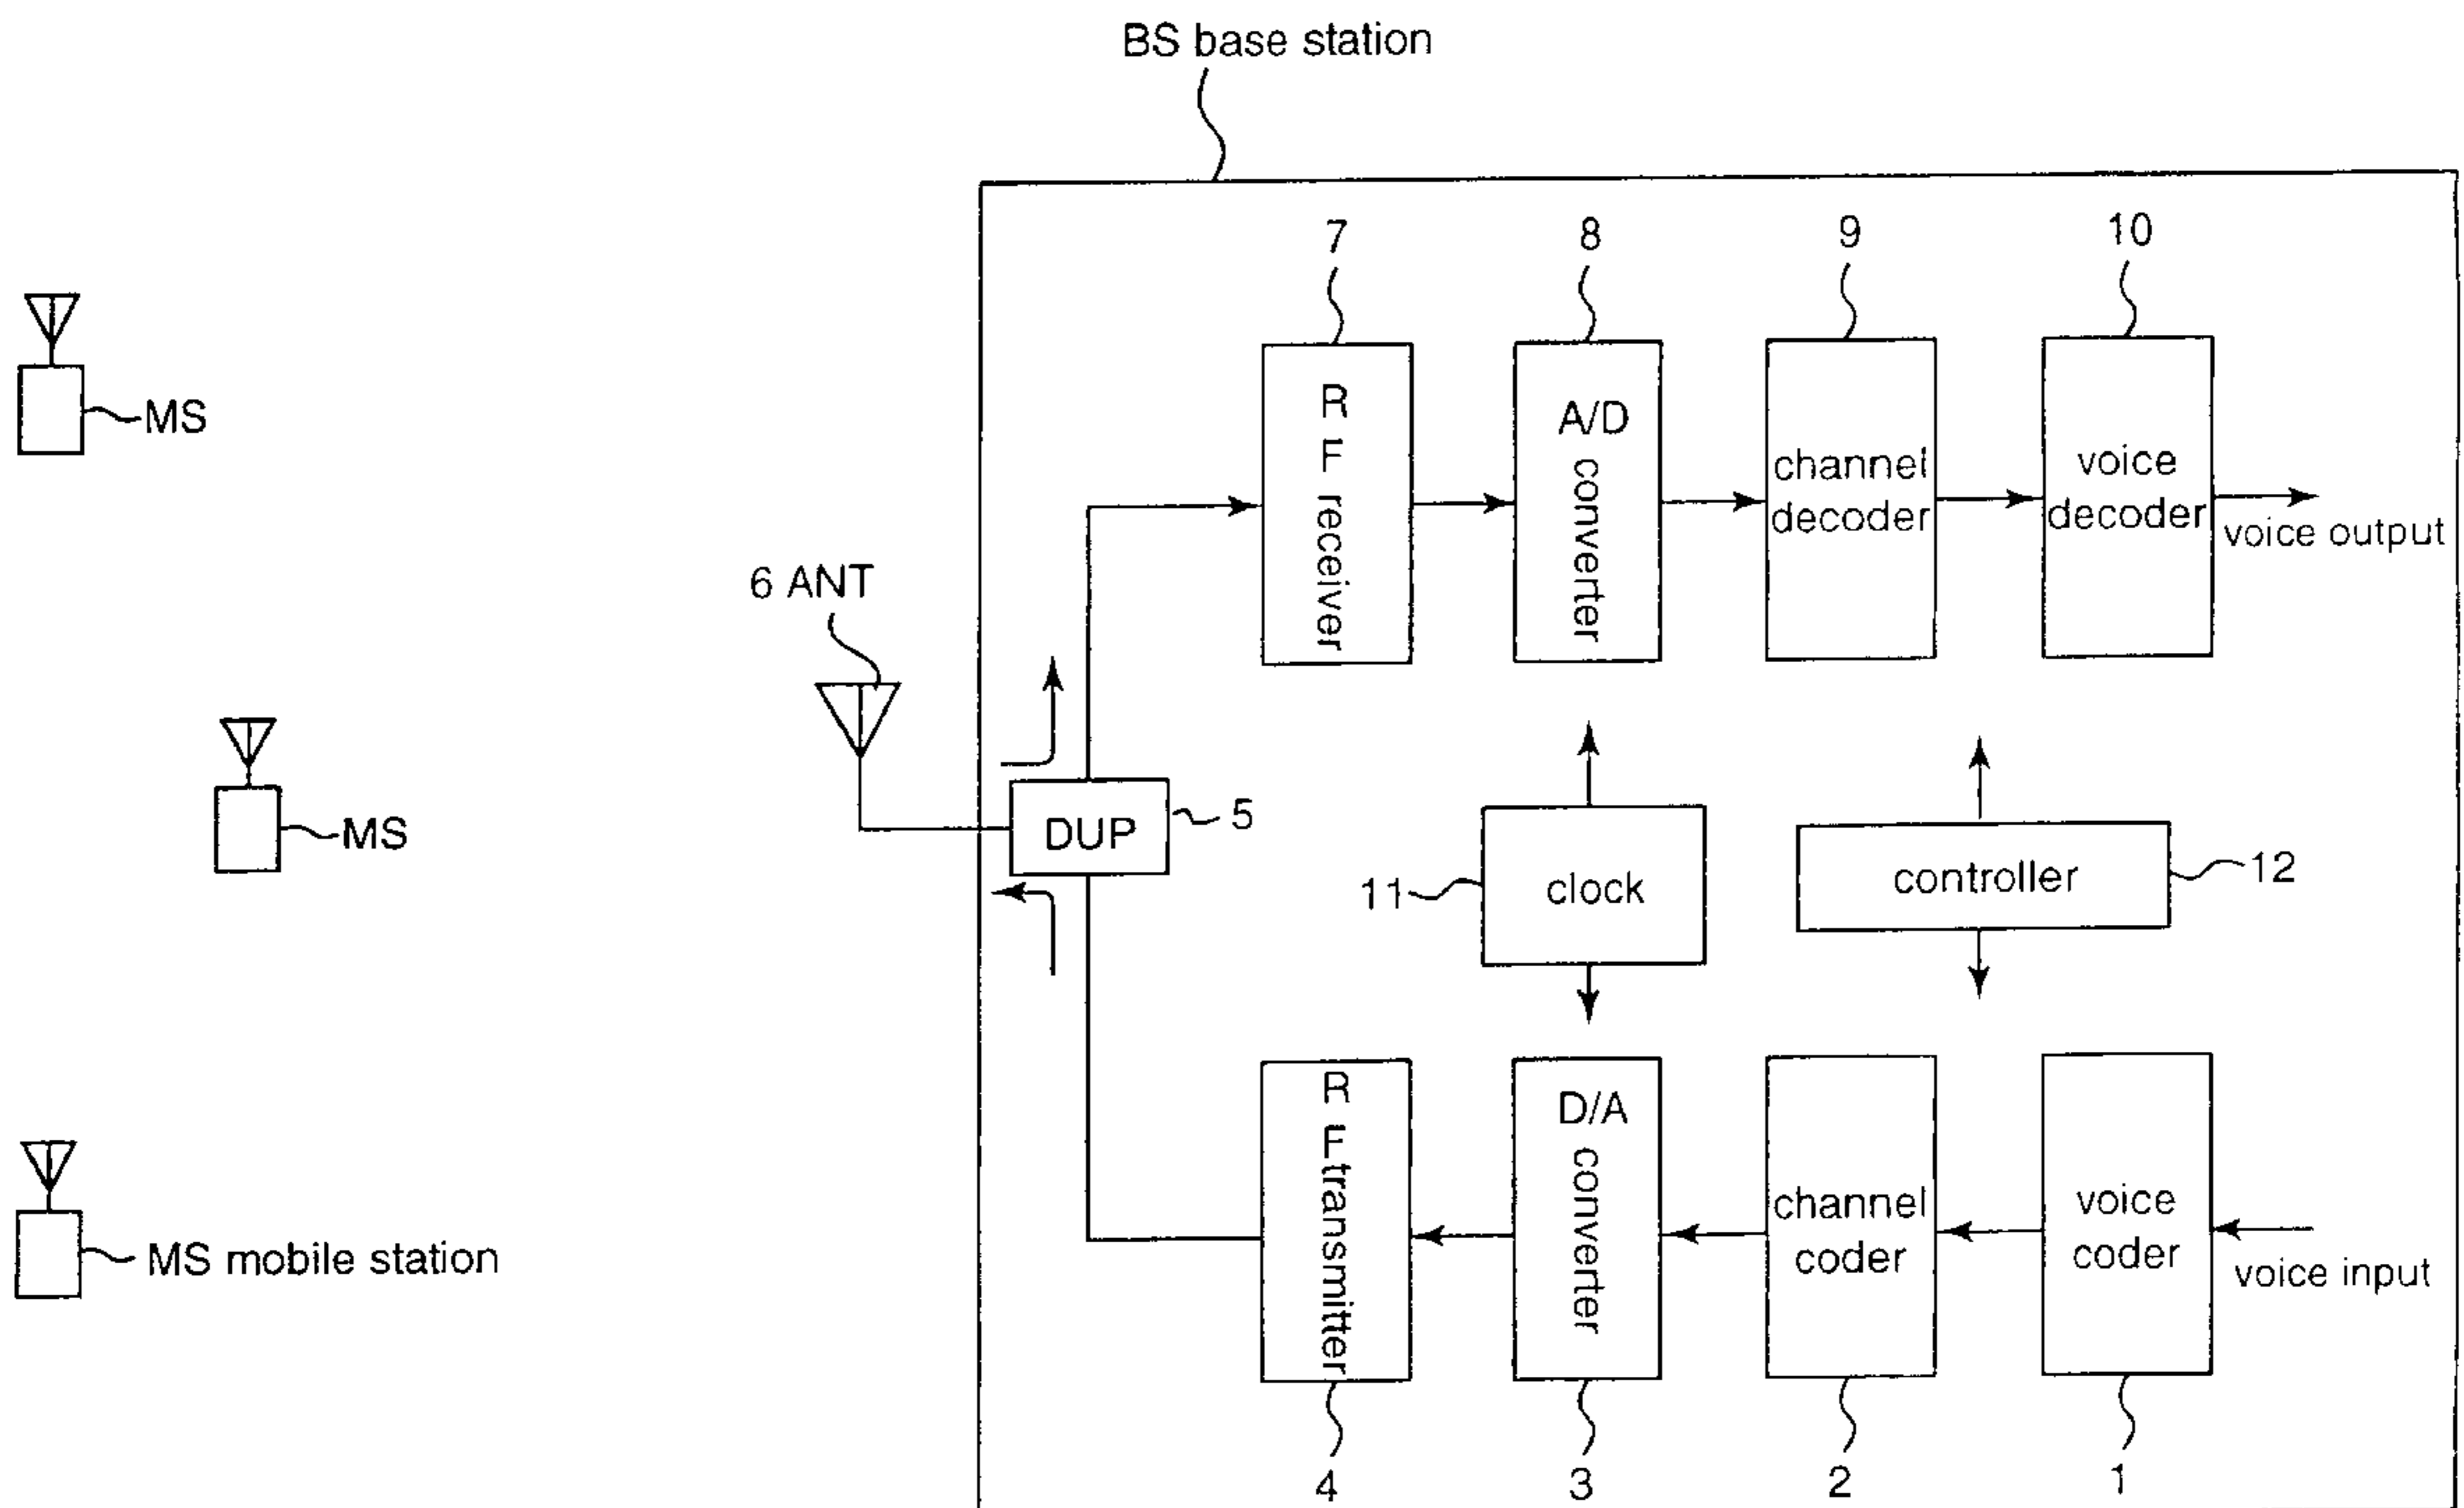 BS base station
7
8
9
10
RF receiver
A/D converter
channel
decoder
voice
decoder
voice output
MS
6 ANT
MS
DUP
5
11
clock
controller
12
MS mobile station
RF transmitter
D/A converter
channel
coder
voice
coder
voice input
4
3
2
1